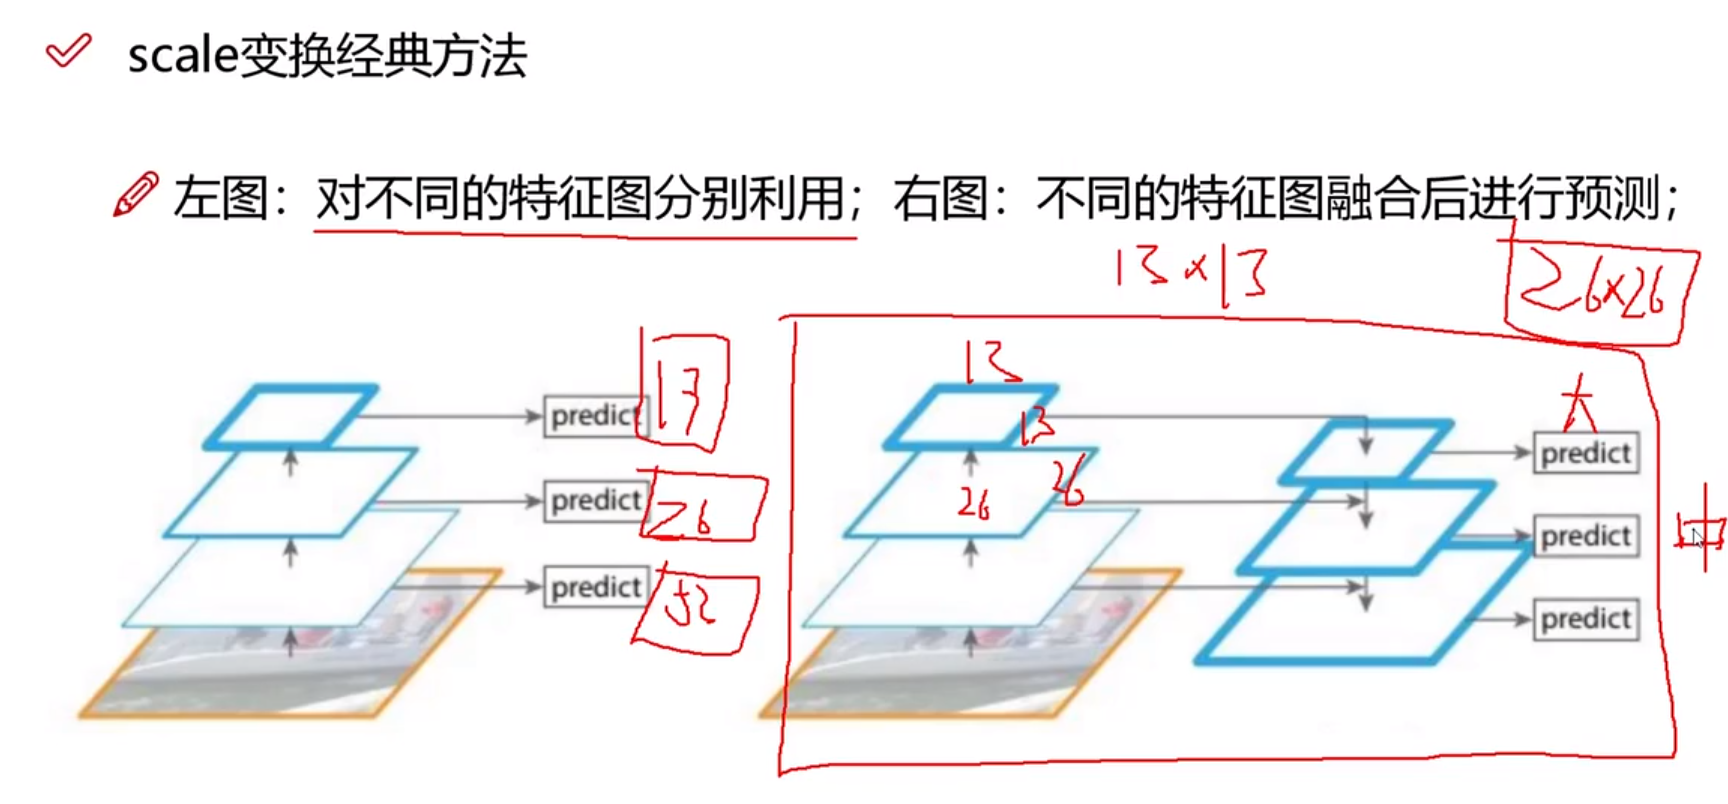 scale变换经典方法
左图：对不同的特征图分别利用；右图：不同的特征图融合后进行预测；
13×13
26×26
13
13
26
26
大
中
predict 13
predict 26
predict 52
predict
predict
predict